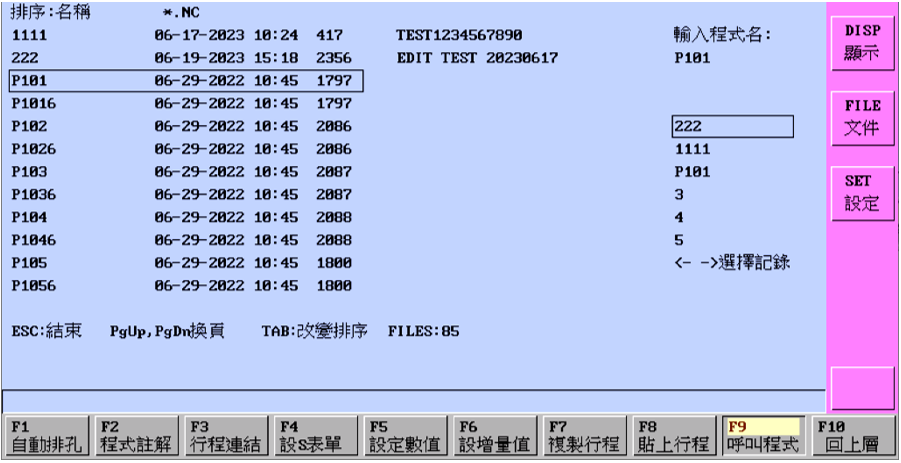 排序:名稱 *.NC
1111 06-17-2023 10:24 417 TEST1234567890 輸入程式名:
222 06-19-2023 15:18 2356 EDIT TEST 20230617 P101
P101 06-29-2022 10:45 1797
P1016 06-29-2022 10:45 1797
P102 06-29-2022 10:45 2086 222
P1026 06-29-2022 10:45 2086 1111
P103 06-29-2022 10:45 2087 P101
P1036 06-29-2022 10:45 2087 3
P104 06-29-2022 10:45 2088 4
P1046 06-29-2022 10:45 2088 5
P105 06-29-2022 10:45 1800 <- ->選擇記錄
P1056 06-29-2022 10:45 1800
ESC:結束 PgUp,PgDn換頁 TAB:改變排序 FILES:85
DISP
顯示
FILE
文件
SET
設定
F1 F2 F3 F4 F5 F6 F7 F8 F9 F10
自動排孔 程式註解 行程連結 設S表單 設定數值 設增量值 複製行程 貼上行程 呼叫程式 回上層